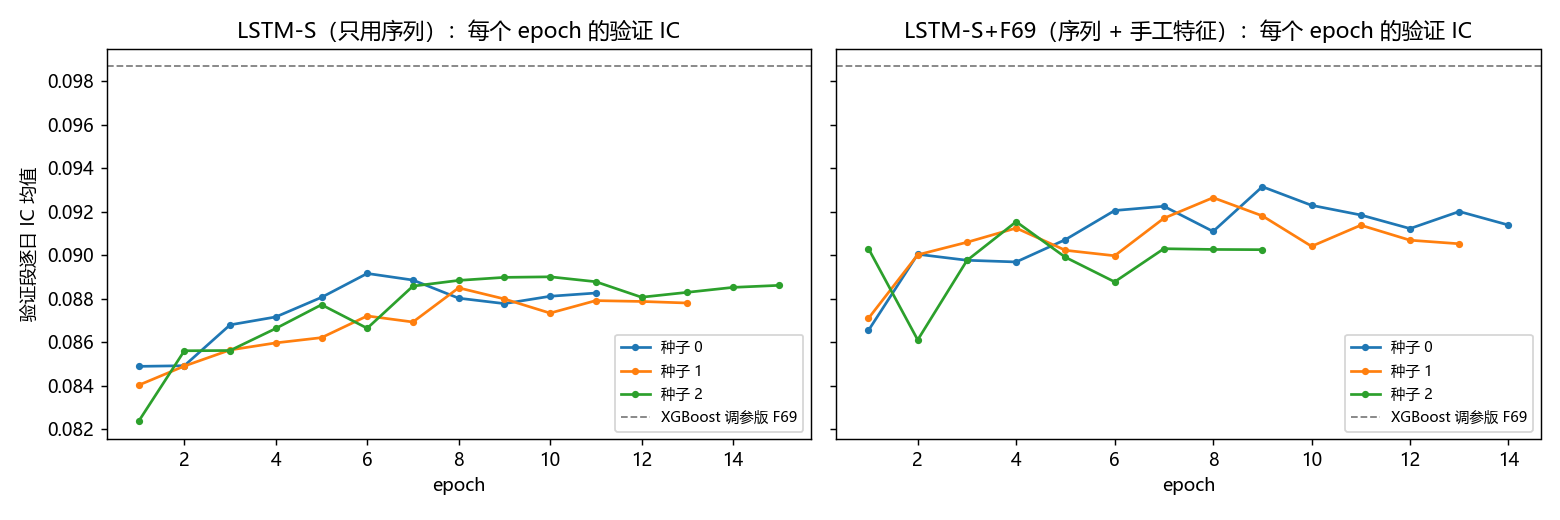 LSTM-S（只用序列）：每个 epoch 的验证 IC
验证段逐日 IC 均值
0.098
0.096
0.094
0.092
0.090
0.088
0.086
0.084
0.082
2
4
6
8
10
12
14
epoch
种子 0
种子 1
种子 2
XGBoost 调参版 F69
LSTM-S+F69（序列 + 手工特征）：每个 epoch 的验证 IC
2
4
6
8
10
12
14
epoch
种子 0
种子 1
种子 2
XGBoost 调参版 F69